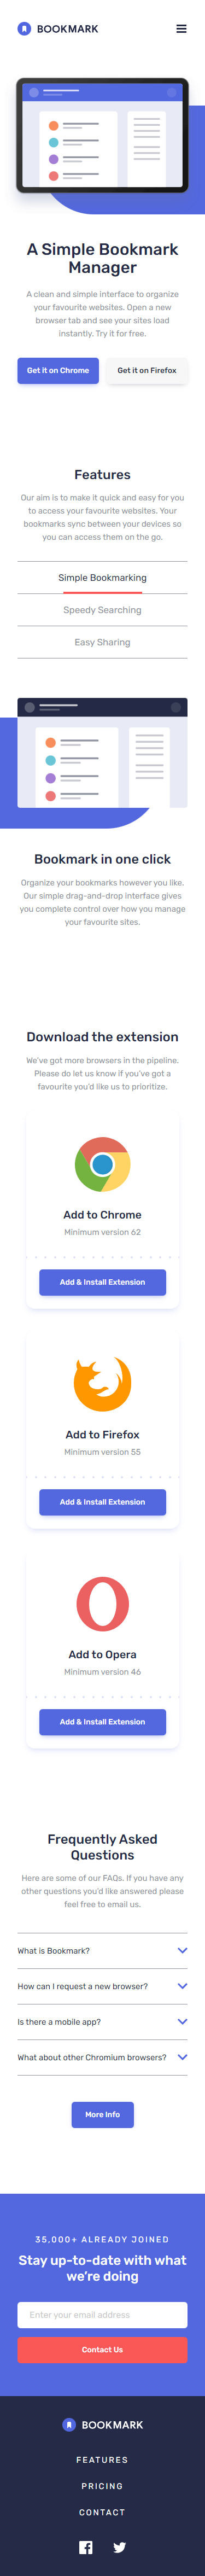 BOOKMARK
A Simple Bookmark
Manager
A clean and simple interface to organize
your favourite websites. Open a new
browser tab and see your sites load
instantly. Try it for free.
Get it on Chrome
Get it on Firefox
Features
Our aim is to make it quick and easy for you
to access your favourite websites. Your
bookmarks sync between your devices so
you can access them on the go.
Simple Bookmarking
Speedy Searching
Easy Sharing
Bookmark in one click
Organize your bookmarks however you like.
Our simple drag-and-drop interface gives
you complete control over how you manage
your favourite sites.
Download the extension
We've got more browsers in the pipeline.
Please do let us know if you've got a
favourite you'd like us to prioritize.
Add to Chrome
Minimum version 62
Add & Install Extension
Add to Firefox
Minimum version 55
Add & Install Extension
Add to Opera
Minimum version 46
Add & Install Extension
Frequently Asked
Questions
Here are some of our FAQs. If you have any
other questions you'd like answered please
feel free to email us.
What is Bookmark?
How can I request a new browser?
Is there a mobile app?
What about other Chromium browsers?
More Info
35,000+ ALREADY JOINED
Stay up-to-date with what
we're doing
Enter your email address
Contact Us
BOOKMARK
FEATURES
PRICING
CONTACT